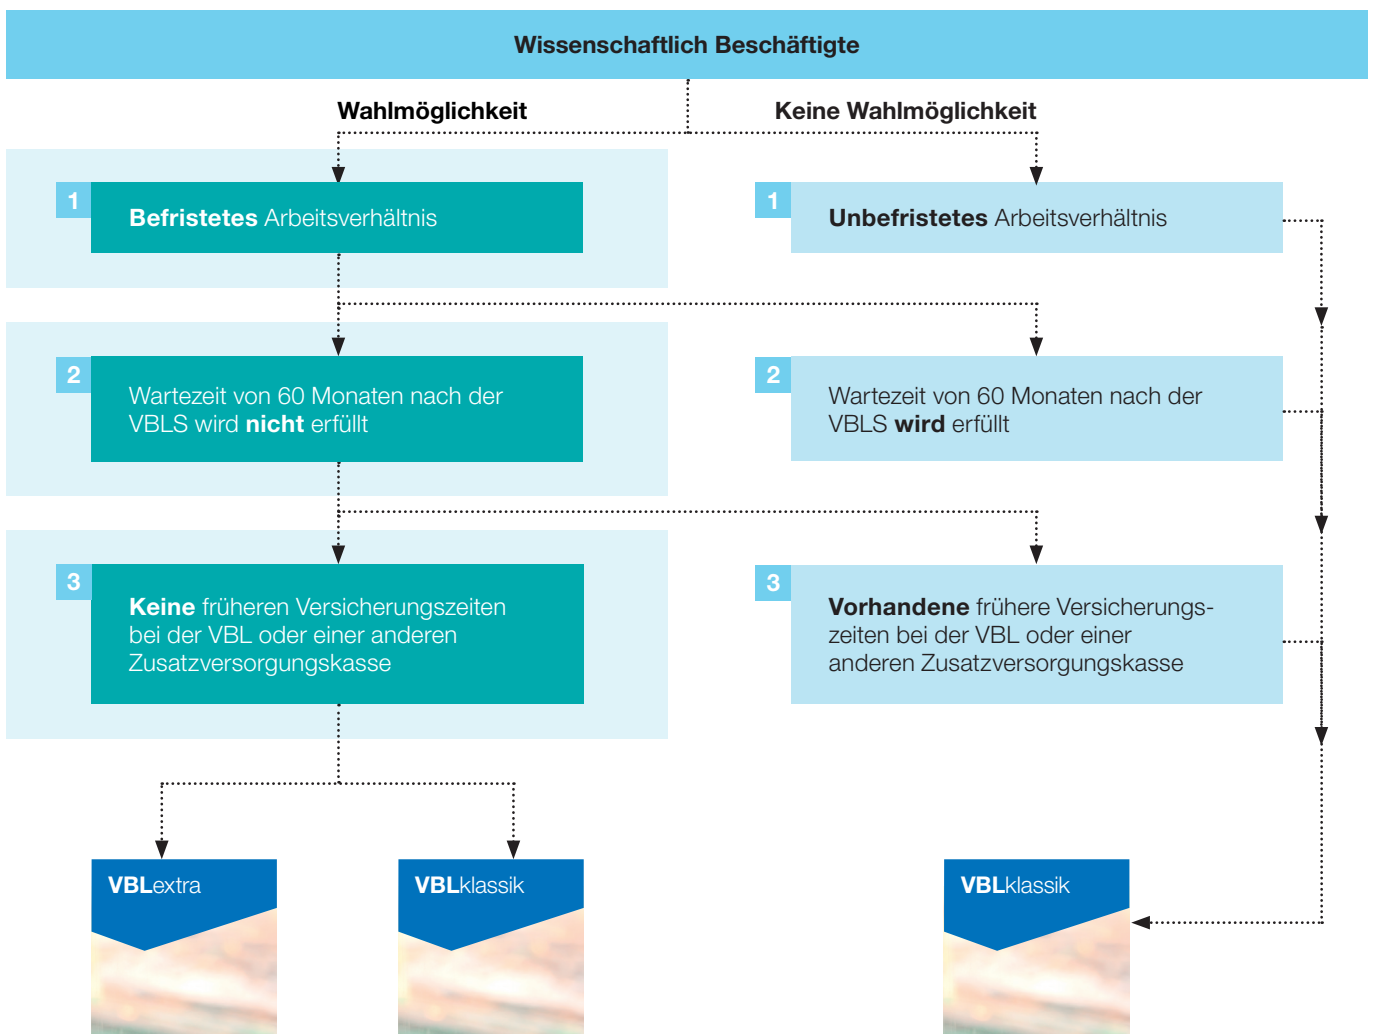 Wissenschaftlich Beschäftigte
Wahlmöglichkeit
Keine Wahlmöglichkeit
1
Befristetes Arbeitsverhältnis
1
Unbefristetes Arbeitsverhältnis
2
Wartezeit von 60 Monaten nach der
VBLS wird nicht erfüllt
2
Wartezeit von 60 Monaten nach der
VBLS wird erfüllt
3
Keine früheren Versicherungszeiten
bei der VBL oder einer anderen
Zusatzversorgungskasse
3
Vorhandene frühere Versicherungs-
zeiten bei der VBL oder einer
anderen Zusatzversorgungskasse
VBLextra
VBLklassik
VBLklassik